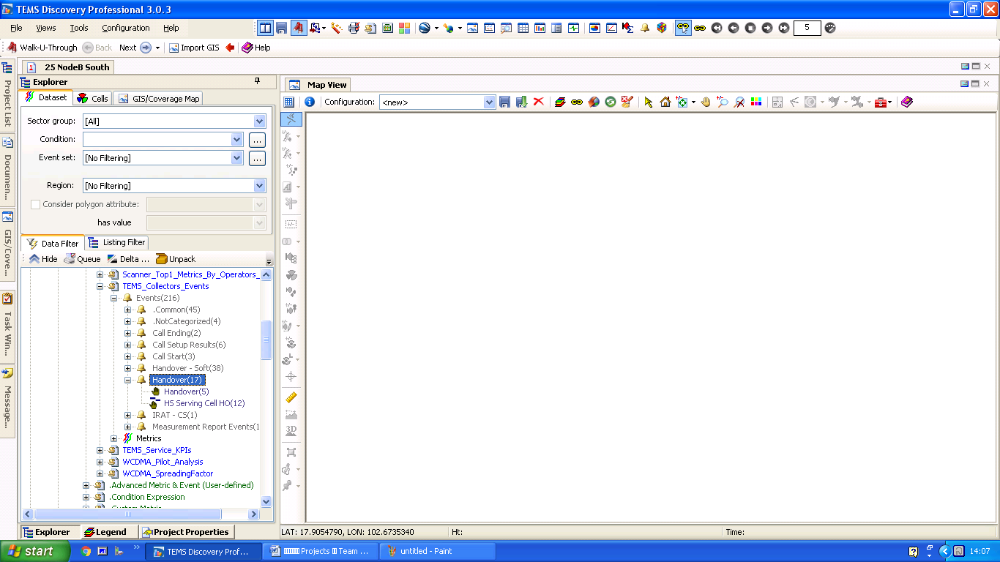 TEMS Discovery Professional 3.0.3
File Views Tools Configuration Help 5
Walk-U-Through Back Next Import GIS Help
25 NodeB South
Explorer
Map View
Dataset Cells GIS/Coverage Map
Configuration: <new>
Project List
Documen...
GIS/Cove...
Task Win...
Message...
Sector group: [All]
Condition: ...
Event set: [No Filtering] ...
Region: [No Filtering]
Consider polygon attribute:
has value
Data Filter Listing Filter
Hide Queue Delta ... Unpack
Scanner_Top1_Metrics_By_Operators_
TEMS_Collectors_Events
Events(216)
.Common(45)
.NotCategorized(4)
Call Ending(2)
Call Setup Results(6)
Call Start(3)
Handover - Soft(38)
Handover(17)
Handover(5)
HS Serving Cell HO(12)
IRAT - CS(1)
Measurement Report Events(1
Metrics
TEMS_Service_KPIs
WCDMA_Pilot_Analysis
WCDMA_SpreadingFactor
.Advanced Metric & Event (User-defined)
.Condition Expression
.Custom Metric
3D
Explorer Legend Project Properties
LAT: 17.9054790, LON: 102.6735340 Ht: Time:
start TEMS Discovery Prof... Projects Team ... untitled - Paint 14:07